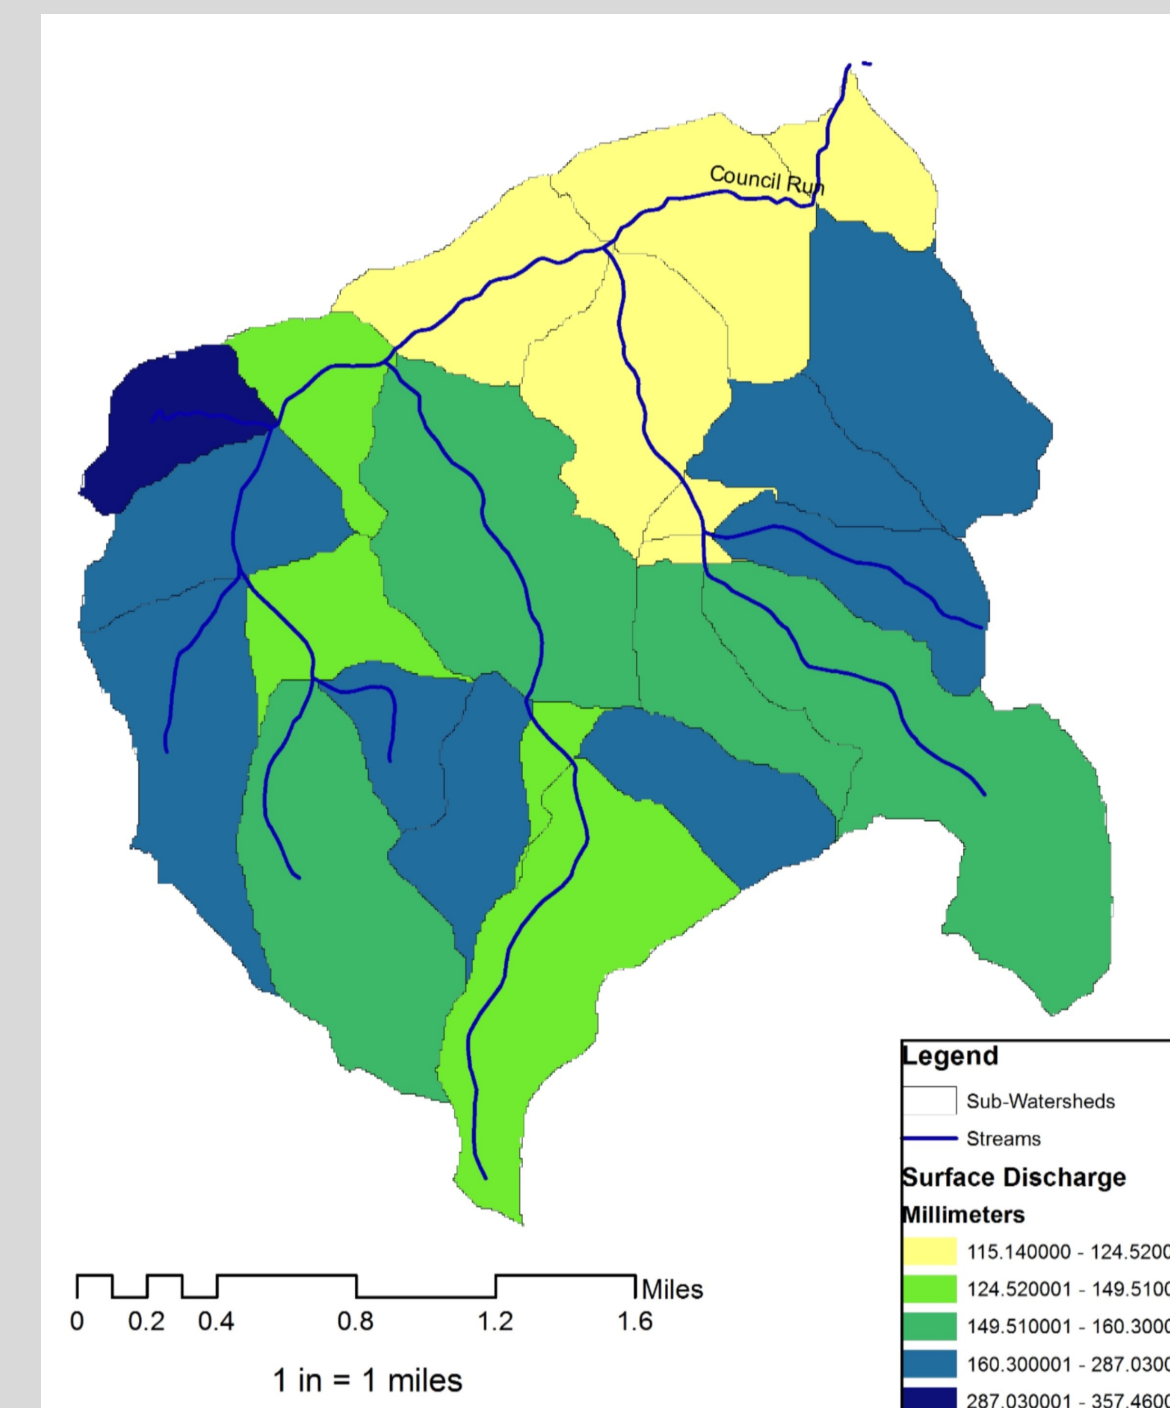 Council Run
Legend
Sub-Watersheds
Streams
Surface Discharge
Millimeters
115.140000 - 124.5200
124.520001 - 149.5100
149.510001 - 160.3000
160.300001 - 287.0300
287.030001 - 357.4600
Miles
0 0.2 0.4 0.8 1.2 1.6
1 in = 1 miles